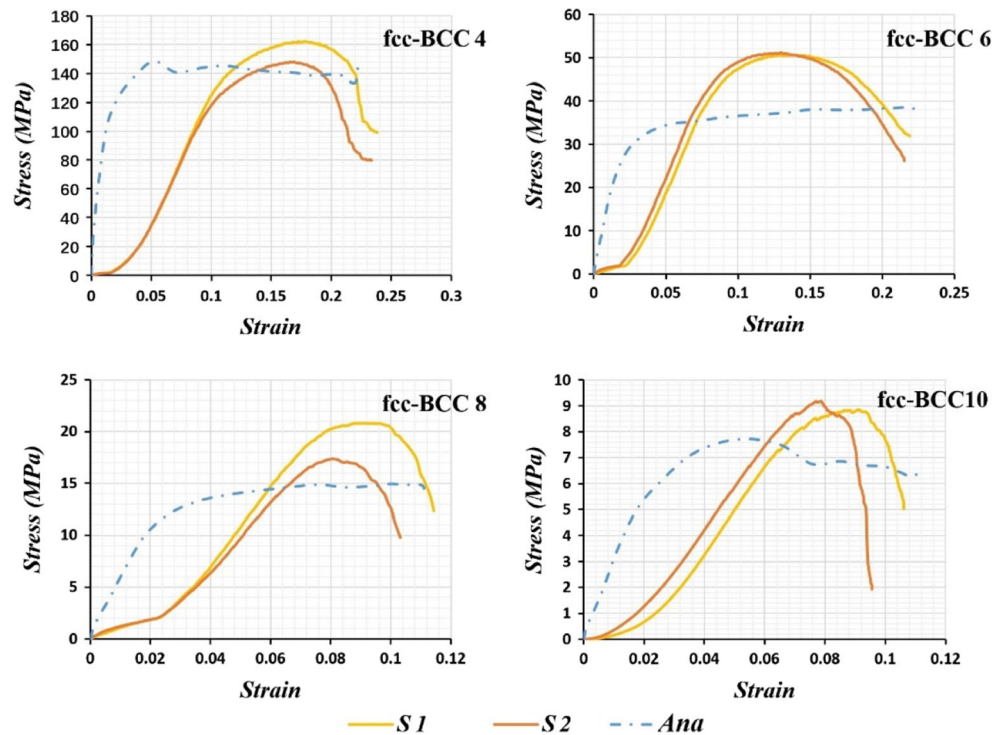 fcc-BCC 4
Stress (MPa)
180
160
140
120
100
80
60
40
20
0
0 0.05 0.1 0.15 0.2 0.25 0.3
Strain
fcc-BCC 6
Stress (MPa)
60
50
40
30
20
10
0
0 0.05 0.1 0.15 0.2 0.25
Strain
fcc-BCC 8
Stress (MPa)
25
20
15
10
5
0
0 0.02 0.04 0.06 0.08 0.1 0.12
Strain
fcc-BCC10
Stress (MPa)
10
9
8
7
6
5
4
3
2
1
0
0 0.02 0.04 0.06 0.08 0.1 0.12
Strain
S 1 S 2 Ana